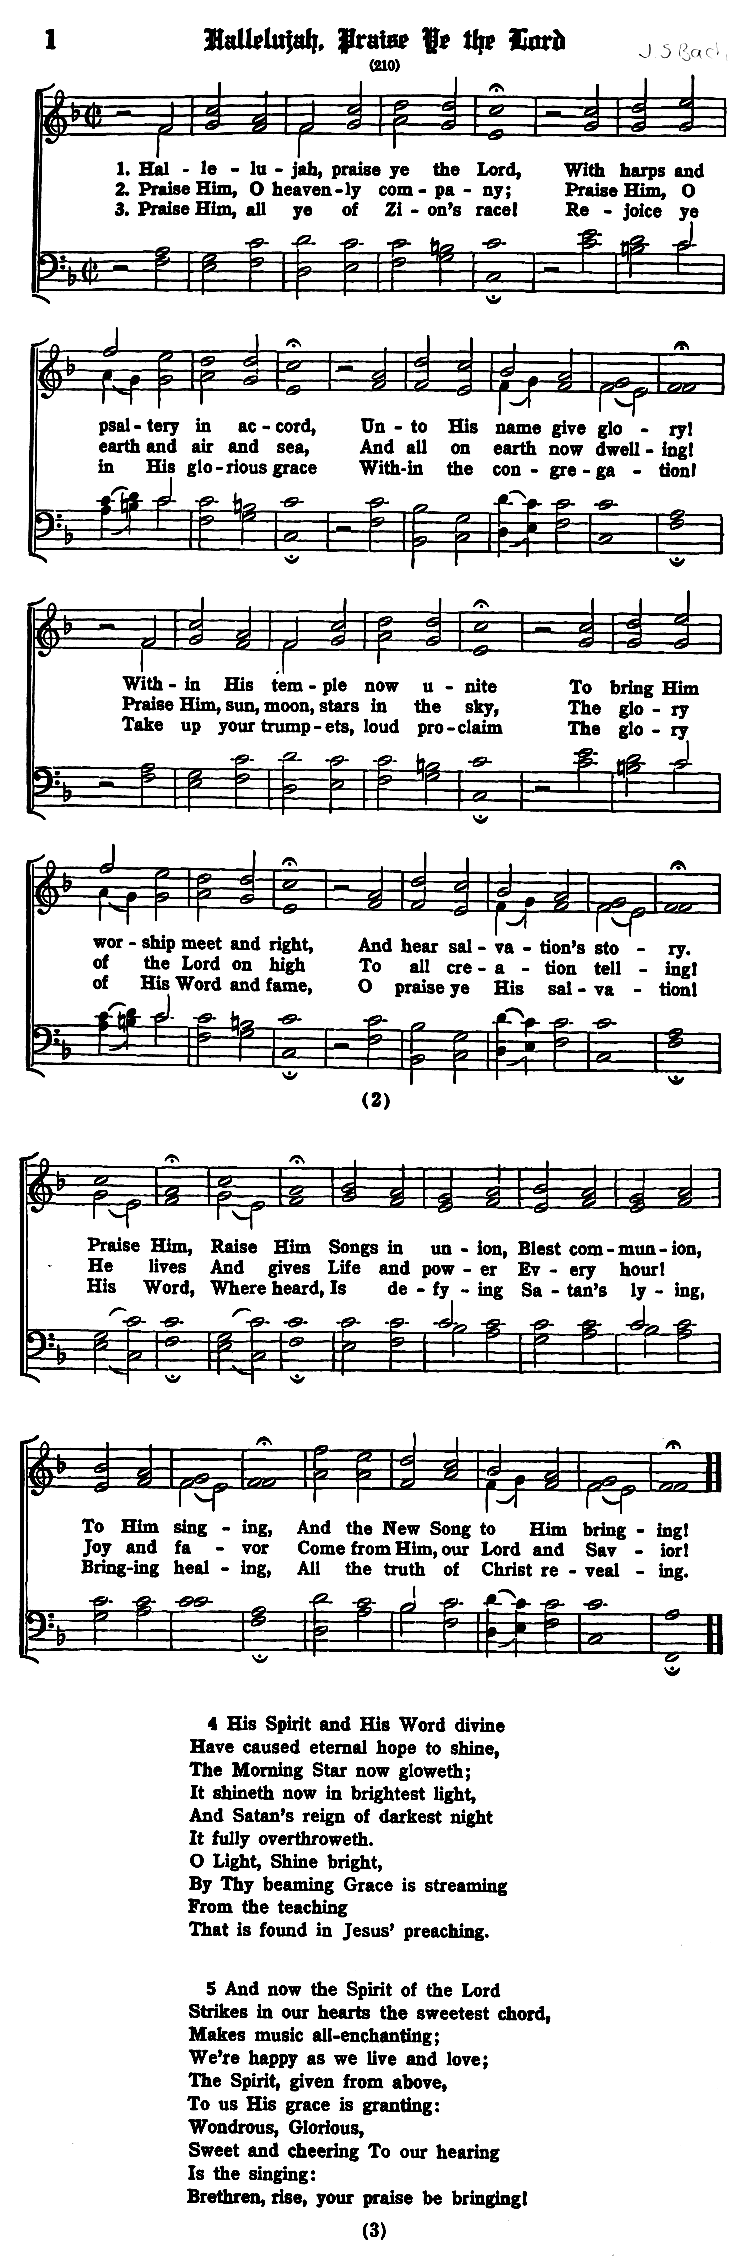 1 Hallelujah, Praise Ye the Lord
J S Bach
(210)
1. Hal - le - lu - jah, praise ye the Lord, With harps and
2. Praise Him, O heaven-ly com - pa - ny; Praise Him, O
3. Praise Him, all ye of Zi - on's race! Re - joice ye
psal - tery in ac - cord, Un - to His name give glo - ry!
earth and air and sea, And all on earth now dwell - ing!
in His glo - rious grace With-in the con - gre - ga - tion!
With - in His tem - ple now u - nite To bring Him
Praise Him, sun, moon, stars in the sky, The glo - ry
Take up your trump - ets, loud pro - claim The glo - ry
wor - ship meet and right, And hear sal - va - tion's sto - ry.
of the Lord on high To all cre - a - tion tell - ing!
of His Word and fame, O praise ye His sal - va - tion!
(2)
Praise Him, Raise Him Songs in un - ion, Blest com - mun - ion,
He lives And gives Life and pow - er Ev - ery hour!
His Word, Where heard, Is de - fy - ing Sa - tan's ly - ing,
To Him sing - ing, And the New Song to Him bring - ing!
Joy and fa - vor Come from Him, our Lord and Sav - ior!
Bring-ing heal - ing, All the truth of Christ re - veal - ing.
4 His Spirit and His Word divine
Have caused eternal hope to shine,
The Morning Star now gloweth;
It shineth now in brightest light,
And Satan's reign of darkest night
It fully overthroweth.
O Light, Shine bright,
By Thy beaming Grace is streaming
From the teaching
That is found in Jesus' preaching.
5 And now the Spirit of the Lord
Strikes in our hearts the sweetest chord,
Makes music all-enchanting;
We're happy as we live and love;
The Spirit, given from above,
To us His grace is granting:
Wondrous, Glorious,
Sweet and cheering To our hearing
Is the singing:
Brethren, rise, your praise be bringing!
(3)